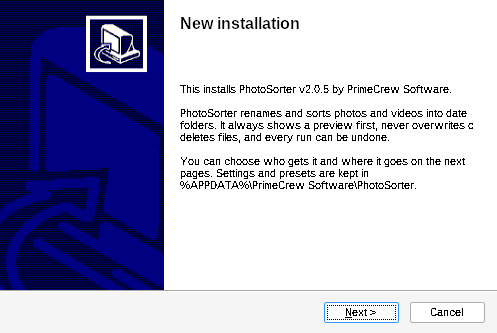 New installation
This installs PhotoSorter v2.0.5 by PrimeCrew Software.
PhotoSorter renames and sorts photos and videos into date
folders. It always shows a preview first, never overwrites c
deletes files, and every run can be undone.
You can choose who gets it and where it goes on the next
pages. Settings and presets are kept in
%APPDATA%\PrimeCrew Software\PhotoSorter.
Next >
Cancel